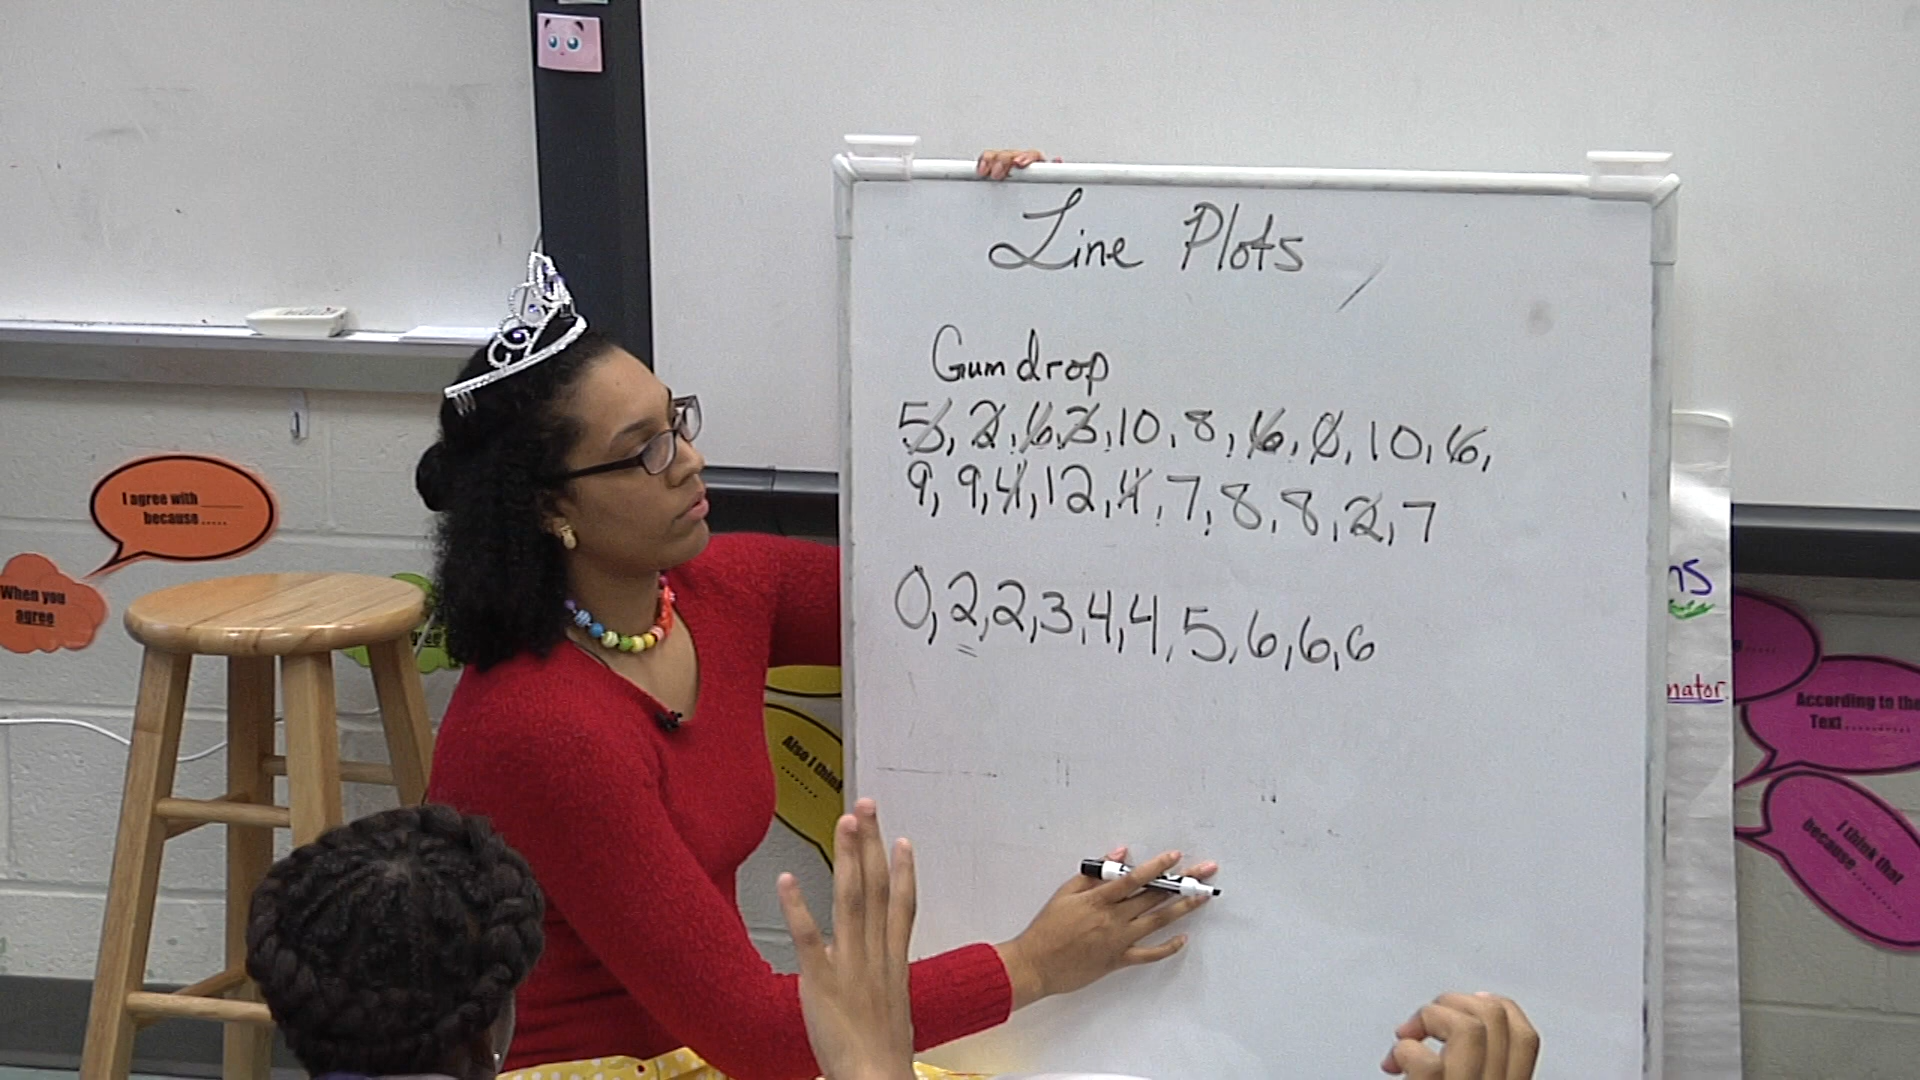 Line Plots
Gumdrop
5, 2, 6, 3, 10, 8, 6, 0, 10, 6,
9, 9, 4, 12, 4, 7, 8, 8, 2, 7
0, 2, 2, 3, 4, 4, 5, 6, 6, 6
I agree with ______
because .....
When you
agree
Also I think
.......
ns
nator.
According to the
Text ..........
I think that
because..........